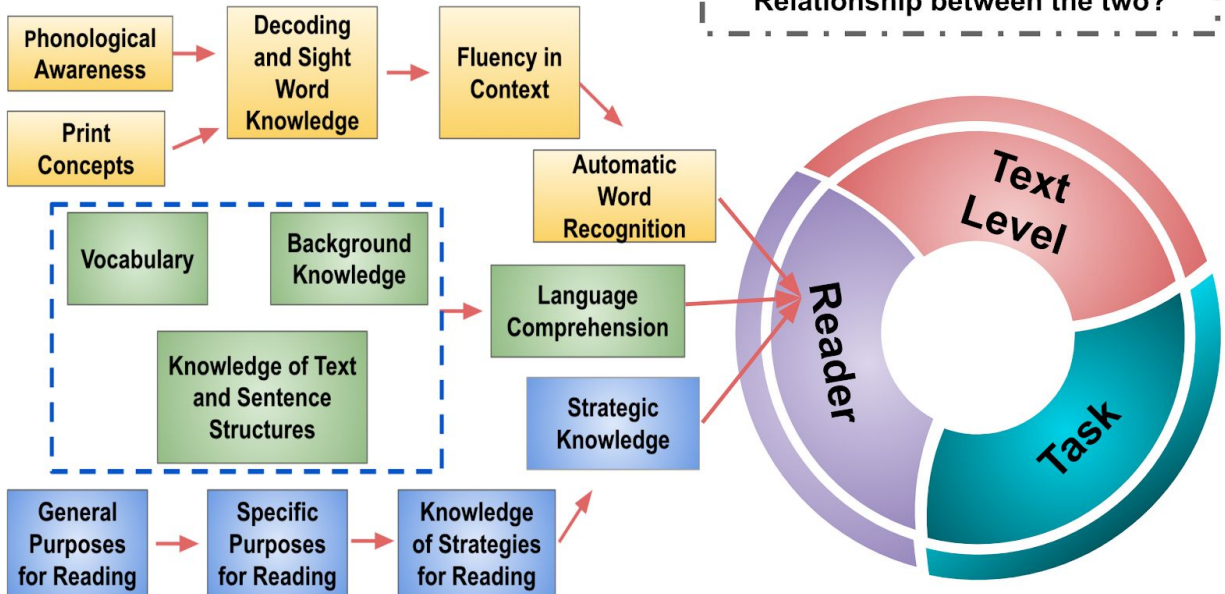 Relationship between the two?
Phonological
Awareness
Decoding
and Sight
Word
Knowledge
Fluency in
Context
Print
Concepts
Automatic
Word
Recognition
Vocabulary
Background
Knowledge
Knowledge of Text
and Sentence
Structures
Language
Comprehension
Strategic
Knowledge
General
Purposes
for Reading
Specific
Purposes
for Reading
Knowledge
of Strategies
for Reading
Text
Level
Reader
Task